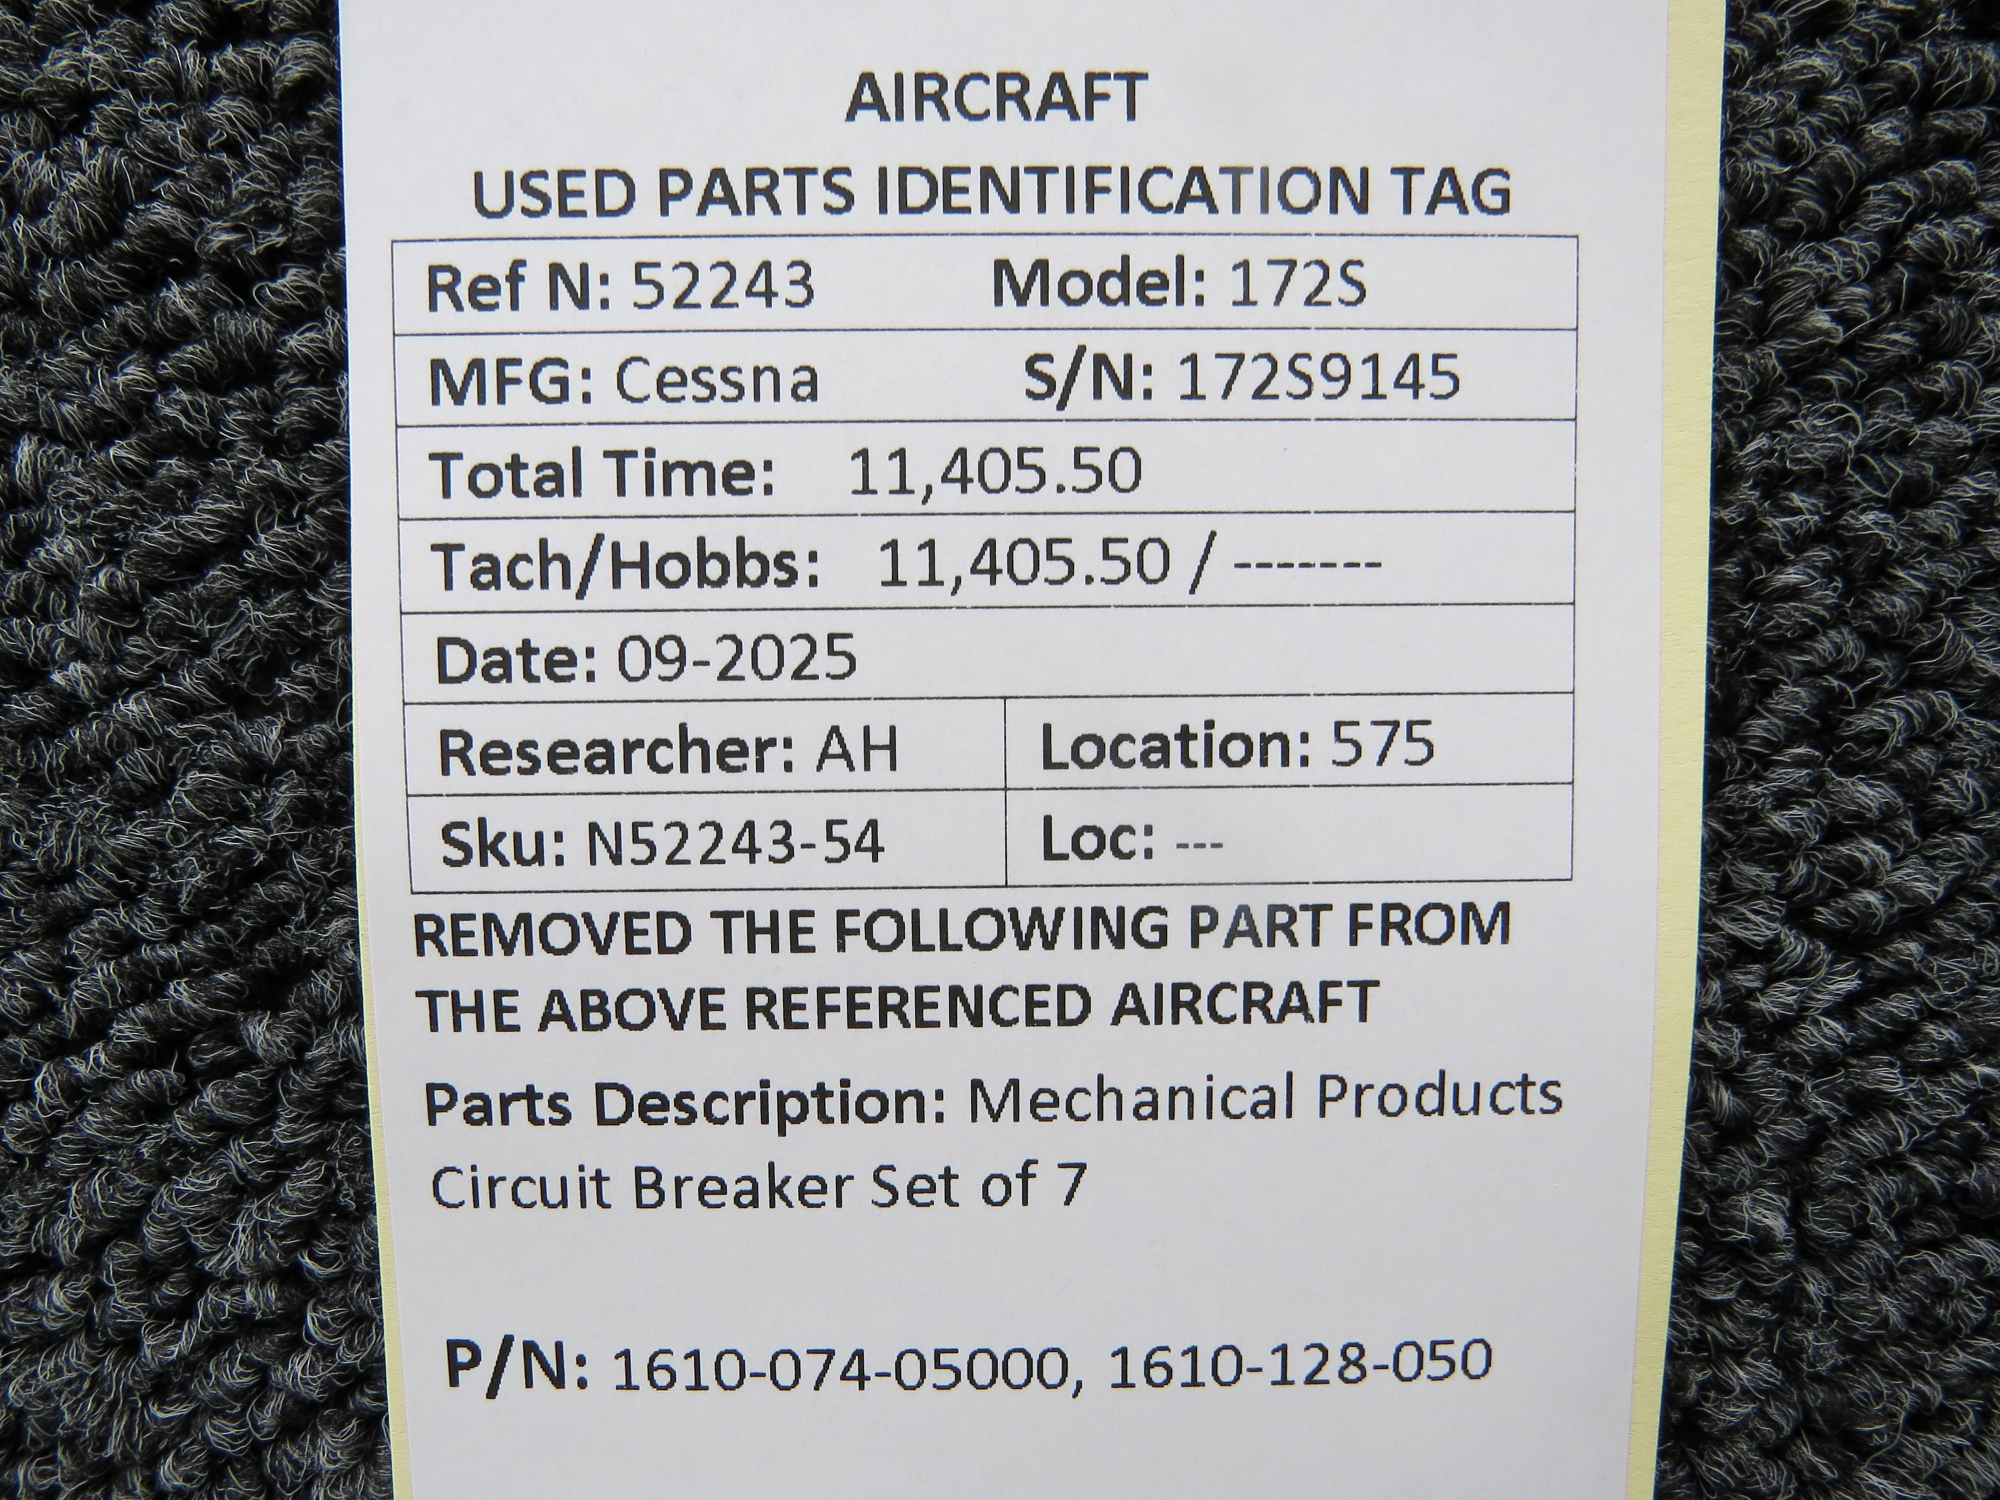 AIRCRAFT
USED PARTS IDENTIFICATION TAG
Ref N: 52243 Model: 172S
MFG: Cessna S/N: 172S9145
Total Time: 11,405.50
Tach/Hobbs: 11,405.50 / -------
Date: 09-2025
Researcher: AH Location: 575
Sku: N52243-54 Loc: ---
REMOVED THE FOLLOWING PART FROM
THE ABOVE REFERENCED AIRCRAFT
Parts Description: Mechanical Products
Circuit Breaker Set of 7
P/N: 1610-074-05000, 1610-128-050